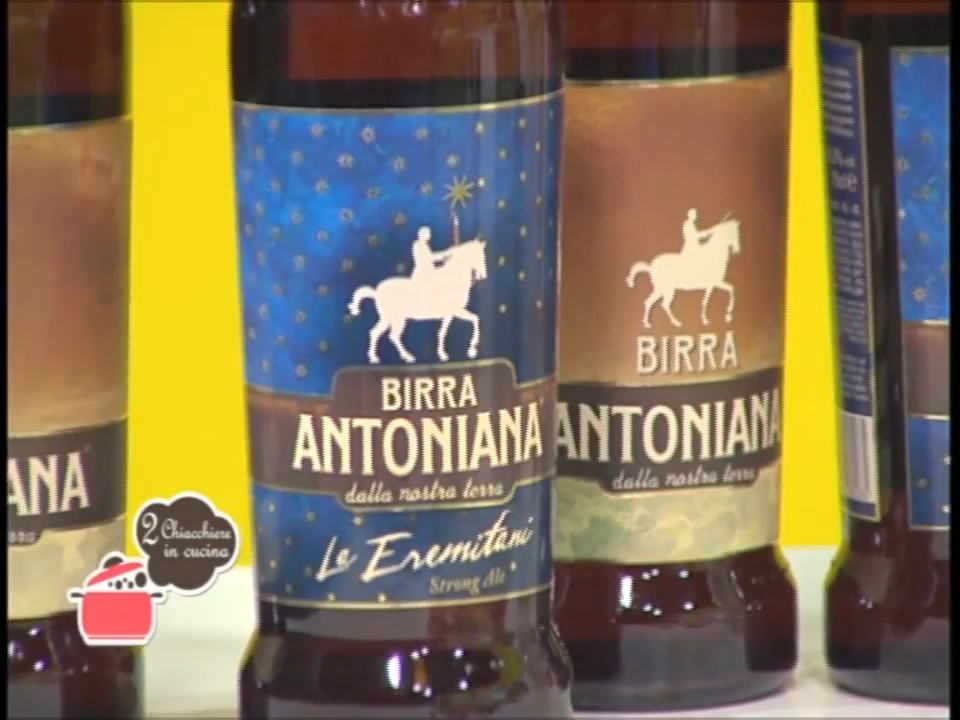 BIRRA
ANTONIANA
dalla nostra terra
Le Eremitani
Strong Ale
BIRRA
ANTONIANA
dalla nostra terra
ANA
2 Chiacchiere
in cucina